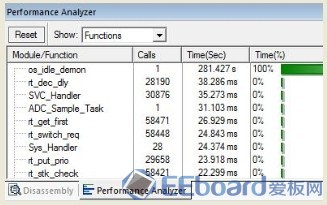 Performance Analyzer
Reset Show: Functions
Module/Function Calls Time(Sec) Time(%)
os_idle_demon 1 281.427 s 100%
rt_dec_dly 28190 38.286 ms 0%
SVC_Handler 30876 35.273 ms 0%
ADC_Sample_Task 1 31.103 ms 0%
rt_get_first 58471 26.929 ms 0%
rt_switch_req 58448 24.843 ms 0%
Sys_Handler 28 24.374 ms 0%
rt_put_prio 29658 23.918 ms 0%
rt_stk_check 58421 22.299 ms 0%
Disassembly Performance Analyzer
EEboard 爱板网